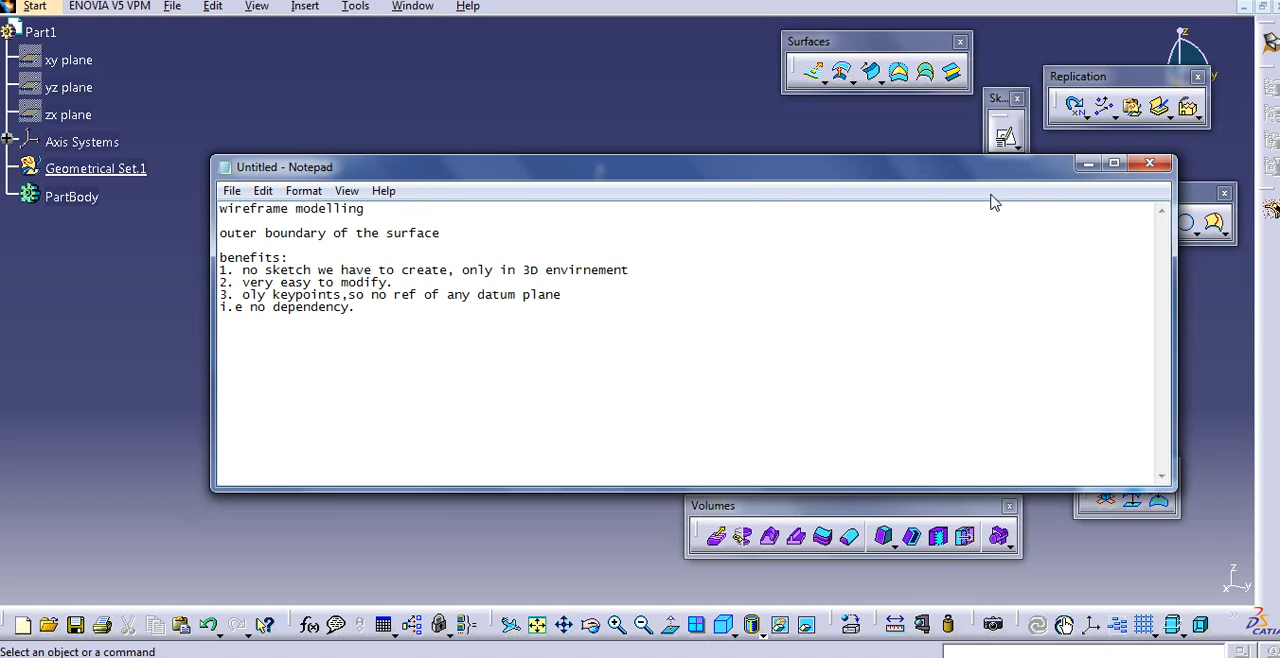 Start ENOVIA V5 VPM File Edit View Insert Tools Window Help
Part1
xy plane
yz plane
zx plane
Axis Systems
Geometrical Set.1
PartBody
Surfaces
Sk...
Replication
z
y
Untitled - Notepad
File Edit Format View Help
wireframe modelling
outer boundary of the surface
benefits:
1. no sketch we have to create, only in 3D envirnement
2. very easy to modify.
3. oly keypoints,so no ref of any datum plane
i.e no dependency.
Volumes
z
x y
f(x)
CATIA
Select an object or a command